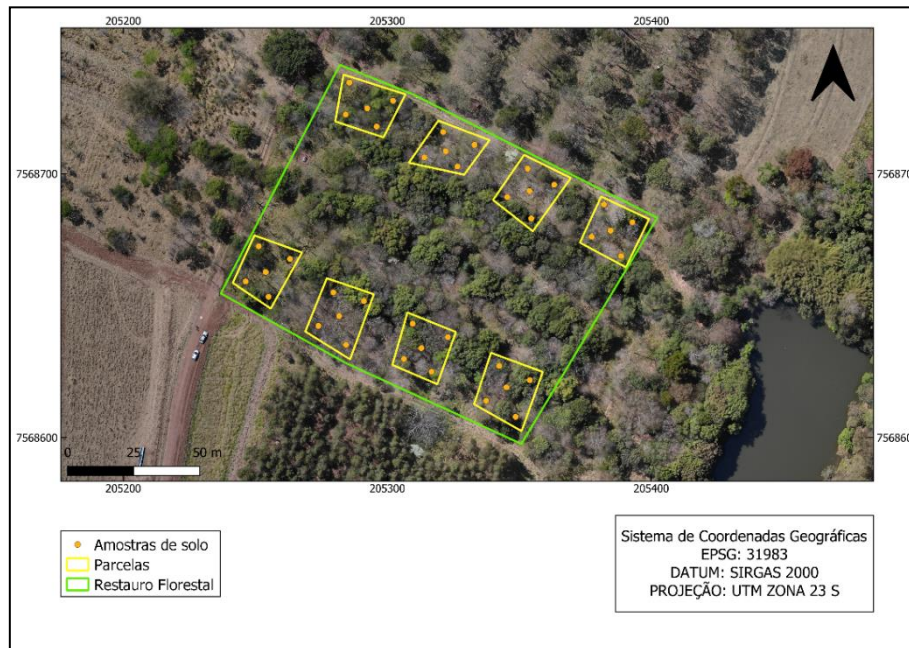 205200 205300 205400
7568700 7568700
7568600 7568600
0 25 50 m
205200 205300 205400
Amostras de solo
Parcelas
Restauro Florestal
Sistema de Coordenadas Geográficas
EPSG: 31983
DATUM: SIRGAS 2000
PROJEÇÃO: UTM ZONA 23 S